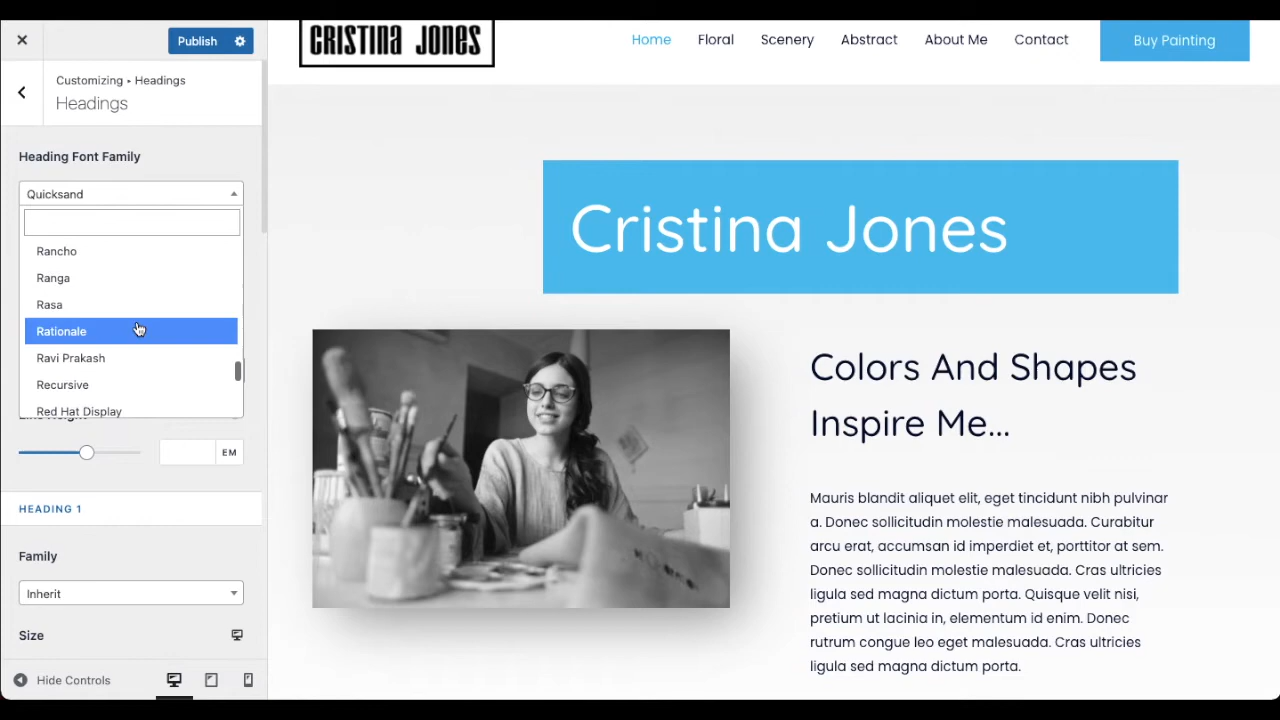 Publish
Customizing ▸ Headings
Headings
Heading Font Family
Quicksand
Rancho
Ranga
Rasa
Rationale
Ravi Prakash
Recursive
Red Hat Display
EM
HEADING 1
Family
Inherit
Size
Hide Controls
CRISTINA JONES
Home Floral Scenery Abstract About Me Contact Buy Painting
Cristina Jones
Colors And Shapes
Inspire Me...
Mauris blandit aliquet elit, eget tincidunt nibh pulvinar
a. Donec sollicitudin molestie malesuada. Curabitur
arcu erat, accumsan id imperdiet et, porttitor at sem.
Donec sollicitudin molestie malesuada. Cras ultricies
ligula sed magna dictum porta. Quisque velit nisi,
pretium ut lacinia in, elementum id enim. Donec
rutrum congue leo eget malesuada. Cras ultricies
ligula sed magna dictum porta.